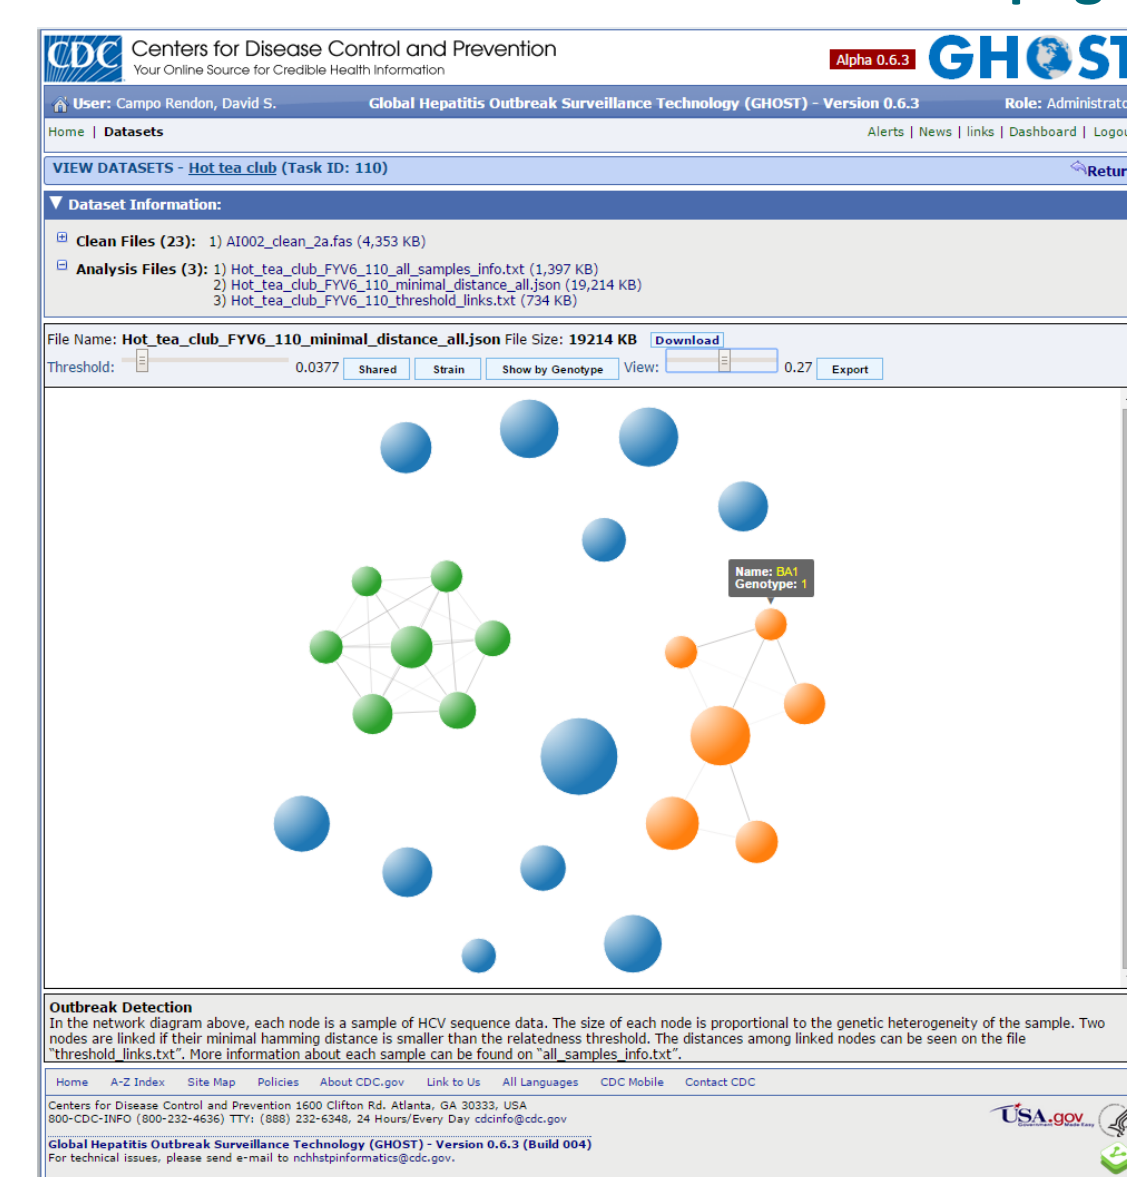 CDC Centers for Disease Control and Prevention
Your Online Source for Credible Health Information
Alpha 0.6.3 GHOST
User: Campo Rendon, David S. Global Hepatitis Outbreak Surveillance Technology (GHOST) - Version 0.6.3 Role: Administrato
Home | Datasets Alerts | News | links | Dashboard | Logou
VIEW DATASETS - Hot tea club (Task ID: 110) Retur
Dataset Information:
Clean Files (23): 1) AI002_clean_2a.fas (4,353 KB)
Analysis Files (3): 1) Hot_tea_club_FYV6_110_all_samples_info.txt (1,397 KB)
2) Hot_tea_club_FYV6_110_minimal_distance_all.json (19,214 KB)
3) Hot_tea_club_FYV6_110_threshold_links.txt (734 KB)
File Name: Hot_tea_club_FYV6_110_minimal_distance_all.json File Size: 19214 KB Download
Threshold: 0.0377 Shared Strain Show by Genotype View: 0.27 Export
Name: BA1
Genotype: 1
Outbreak Detection
In the network diagram above, each node is a sample of HCV sequence data. The size of each node is proportional to the genetic heterogeneity of the sample. Two
nodes are linked if their minimal hamming distance is smaller than the relatedness threshold. The distances among linked nodes can be seen on the file
"threshold_links.txt". More information about each sample can be found on "all_samples_info.txt".
Home A-Z Index Site Map Policies About CDC.gov Link to Us All Languages CDC Mobile Contact CDC
Centers for Disease Control and Prevention 1600 Clifton Rd. Atlanta, GA 30333, USA
800-CDC-INFO (800-232-4636) TTY: (888) 232-6348, 24 Hours/Every Day cdcinfo@cdc.gov
USA.gov
Government Made Easy
Global Hepatitis Outbreak Surveillance Technology (GHOST) - Version 0.6.3 (Build 004)
For technical issues, please send e-mail to nchhstpinformatics@cdc.gov.